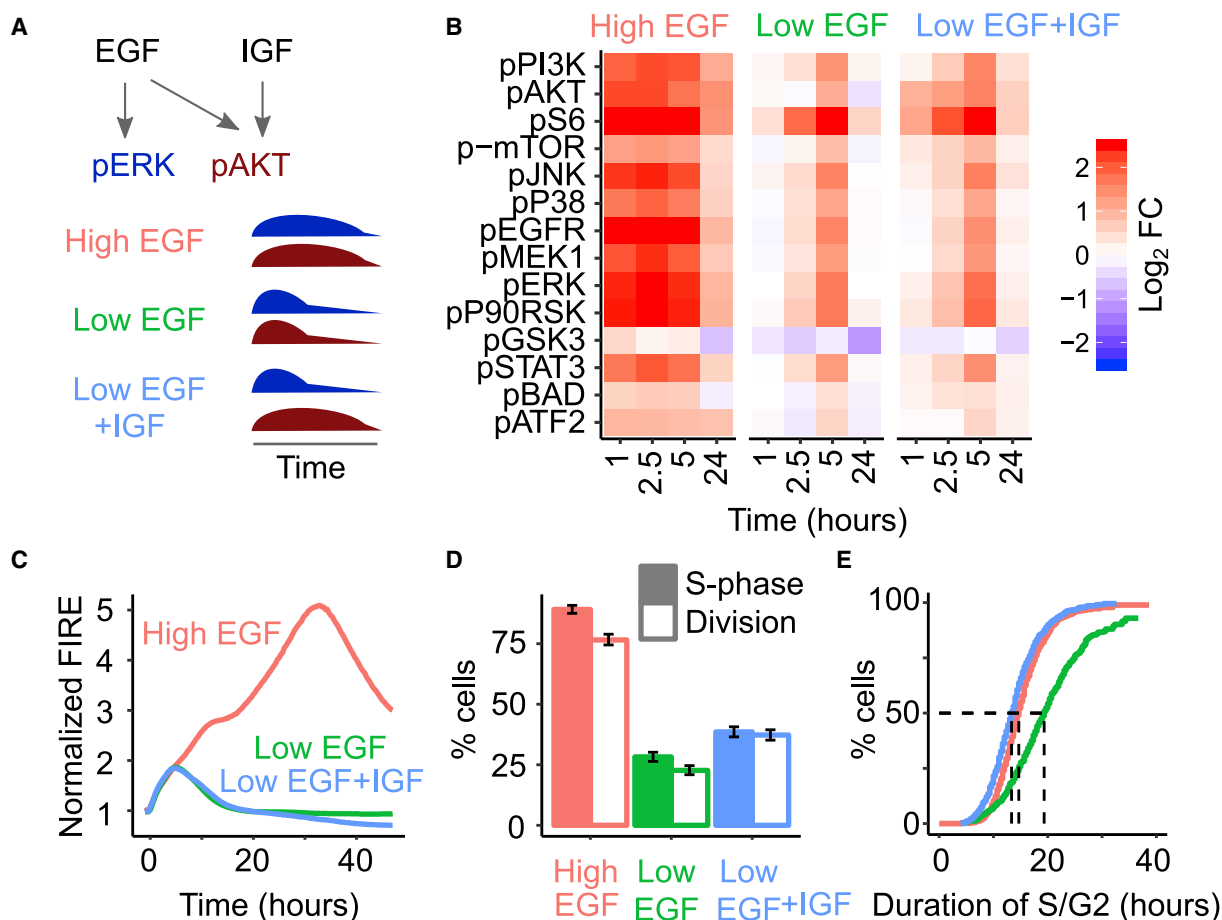 A
EGF IGF
pERK pAKT
High EGF
Low EGF
Low EGF
+IGF
Time
B
High EGF Low EGF Low EGF+IGF
pPI3K
pAKT
pS6
p-mTOR
pJNK
pP38
pEGFR
pMEK1
pERK
pP90RSK
pGSK3
pSTAT3
pBAD
pATF2
1 2.5 5 24 1 2.5 5 24 1 2.5 5 24
Time (hours)
2
1
0
−1
−2
Log₂ FC
C
Normalized FIRE
5
4
3
2
1
High EGF
Low EGF
Low EGF+IGF
0 20 40
Time (hours)
D
S-phase
Division
% cells
75
50
25
0
High EGF
Low EGF
Low EGF+IGF
E
% cells
100
50
0
0 20 40
Duration of S/G2 (hours)